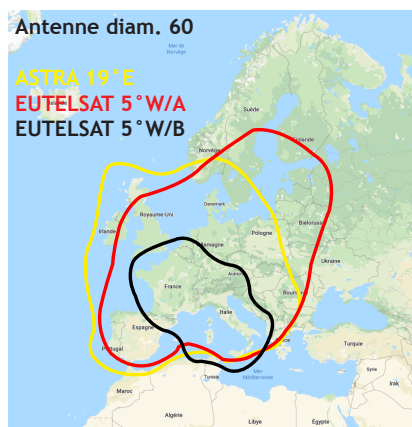 Antenne diam. 60
Mer de
Norvège
ASTRA 19°E
EUTELSAT 5°W/A
EUTELSAT 5°W/B
Islande
Suède
Finlande
Norvège
Danemark
Royaume-Uni
Irlande
Biélorussie
Pologne
Allemagne
Ukraine
Autriche
France
Roumanie
Italie
Espagne
Portugal
Grèce
Turquie
Mer
Méditerranée
Syrie
Tunisie
Irak
Maroc
Algérie
Libye
Égypte